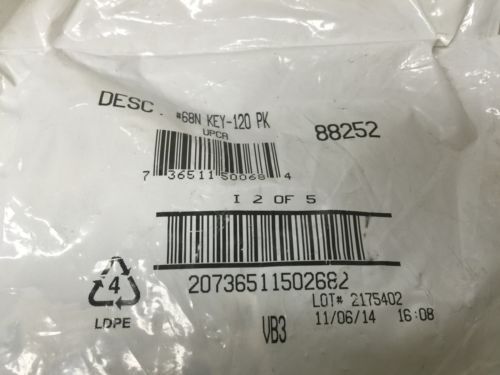 DESC. #68N KEY-120 PK
UPCA
88252
7 36511 50068 4
I 2 OF 5
20736511502682
4
LDPE
LOT# 2175402
VB3
11/06/14 16:08